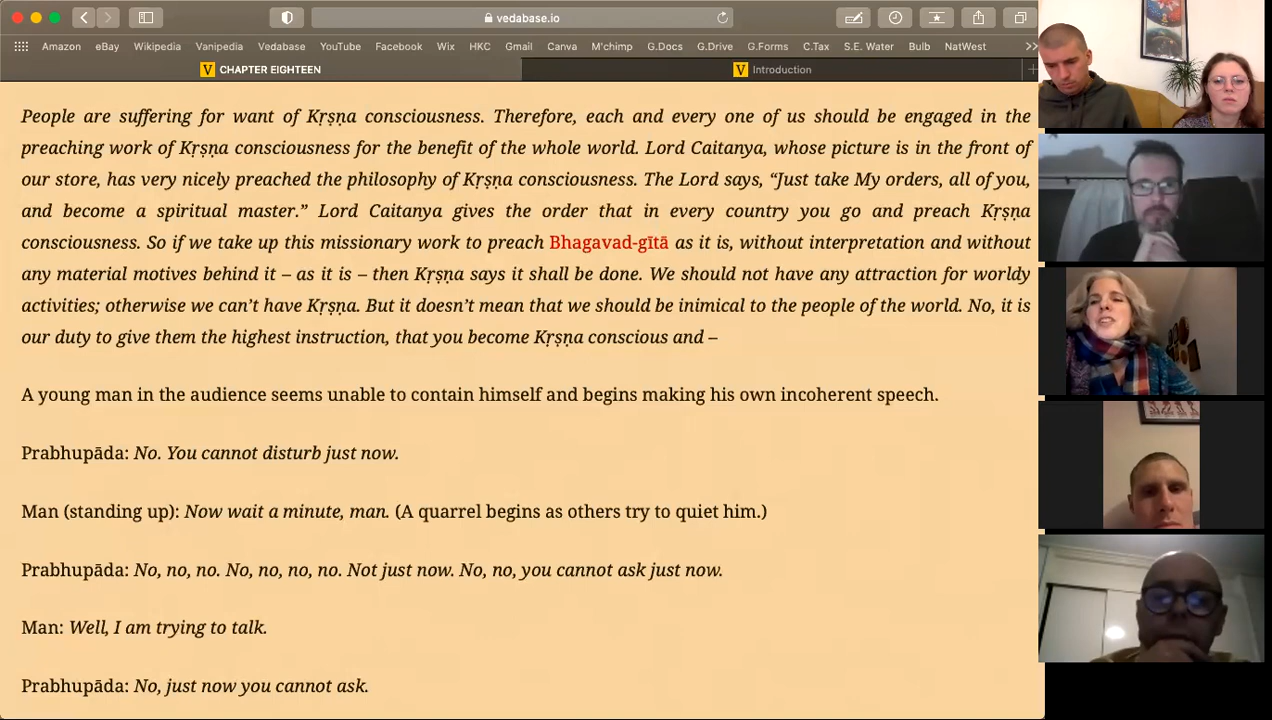 vedabase.io
Amazon eBay Wikipedia Vanipedia Vedabase YouTube Facebook Wix HKC Gmail Canva M'chimp G.Docs G.Drive G.Forms C.Tax S.E. Water Bulb NatWest >>
V CHAPTER EIGHTEEN V Introduction +
People are suffering for want of Kṛṣṇa consciousness. Therefore, each and every one of us should be engaged in the
preaching work of Kṛṣṇa consciousness for the benefit of the whole world. Lord Caitanya, whose picture is in the front of
our store, has very nicely preached the philosophy of Kṛṣṇa consciousness. The Lord says, “Just take My orders, all of you,
and become a spiritual master.” Lord Caitanya gives the order that in every country you go and preach Kṛṣṇa
consciousness. So if we take up this missionary work to preach Bhagavad-gītā as it is, without interpretation and without
any material motives behind it – as it is – then Kṛṣṇa says it shall be done. We should not have any attraction for worldy
activities; otherwise we can’t have Kṛṣṇa. But it doesn’t mean that we should be inimical to the people of the world. No, it is
our duty to give them the highest instruction, that you become Kṛṣṇa conscious and –
A young man in the audience seems unable to contain himself and begins making his own incoherent speech.
Prabhupāda: No. You cannot disturb just now.
Man (standing up): Now wait a minute, man. (A quarrel begins as others try to quiet him.)
Prabhupāda: No, no, no. No, no, no, no. Not just now. No, no, you cannot ask just now.
Man: Well, I am trying to talk.
Prabhupāda: No, just now you cannot ask.